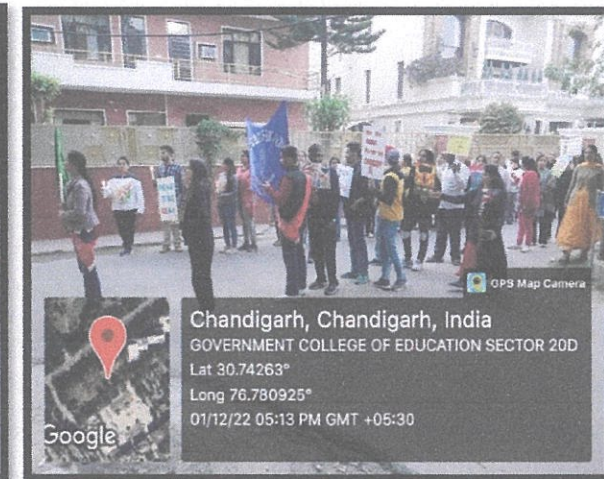 GPS Map Camera
Chandigarh, Chandigarh, India
GOVERNMENT COLLEGE OF EDUCATION SECTOR 20D
Lat 30.74263°
Long 76.780925°
01/12/22 05:13 PM GMT +05:30
Google